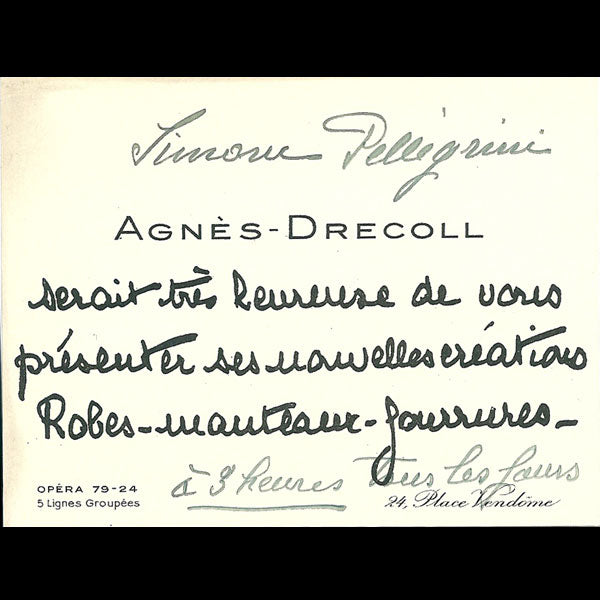 Simone Pellégrini
AGNÈS-DRECOLL
serait très heureuse de vous
présenter ses nouvelles créations
Robes-manteaux-fourrures-
à 3 heures tous les jours
OPÉRA 79-24
5 Lignes Groupées
24, Place Vendôme